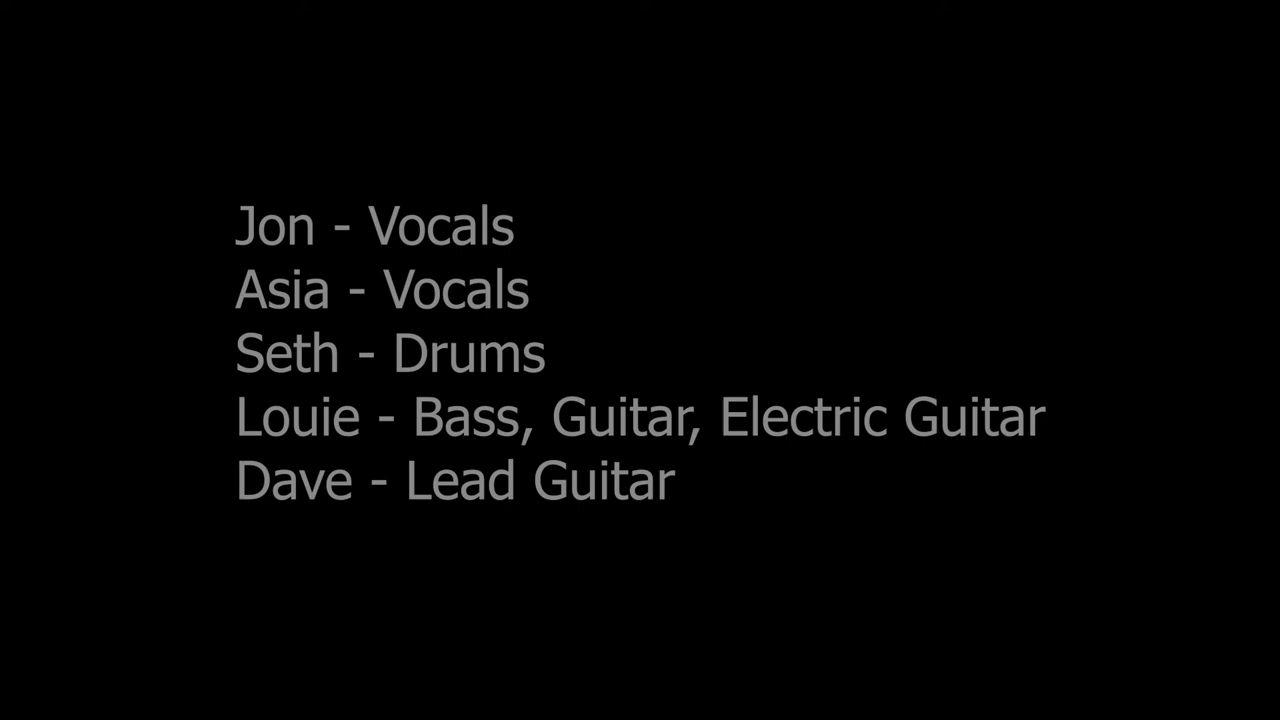 Jon - Vocals
Asia - Vocals
Seth - Drums
Louie - Bass, Guitar, Electric Guitar
Dave - Lead Guitar